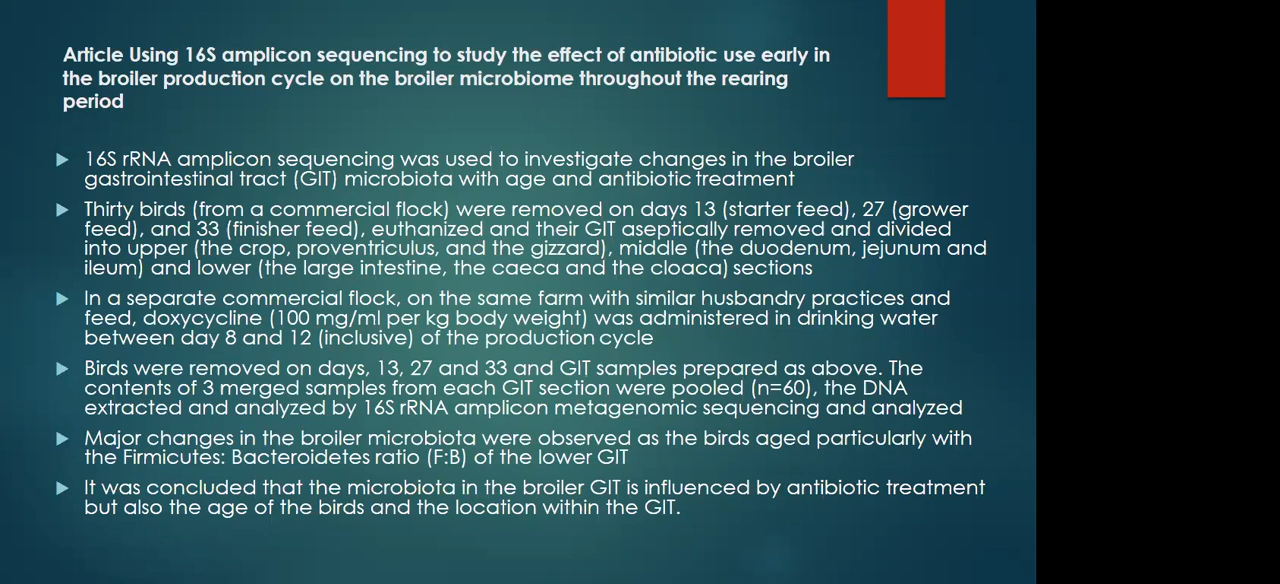 Article Using 16S amplicon sequencing to study the effect of antibiotic use early in
the broiler production cycle on the broiler microbiome throughout the rearing
period
16S rRNA amplicon sequencing was used to investigate changes in the broiler
gastrointestinal tract (GIT) microbiota with age and antibiotic treatment
Thirty birds (from a commercial flock) were removed on days 13 (starter feed), 27 (grower
feed), and 33 (finisher feed), euthanized and their GIT aseptically removed and divided
into upper (the crop, proventriculus, and the gizzard), middle (the duodenum, jejunum and
ileum) and lower (the large intestine, the caeca and the cloaca) sections
In a separate commercial flock, on the same farm with similar husbandry practices and
feed, doxycycline (100 mg/ml per kg body weight) was administered in drinking water
between day 8 and 12 (inclusive) of the production cycle
Birds were removed on days, 13, 27 and 33 and GIT samples prepared as above. The
contents of 3 merged samples from each GIT section were pooled (n=60), the DNA
extracted and analyzed by 16S rRNA amplicon metagenomic sequencing and analyzed
Major changes in the broiler microbiota were observed as the birds aged particularly with
the Firmicutes: Bacteroidetes ratio (F:B) of the lower GIT
It was concluded that the microbiota in the broiler GIT is influenced by antibiotic treatment
but also the age of the birds and the location within the GIT.